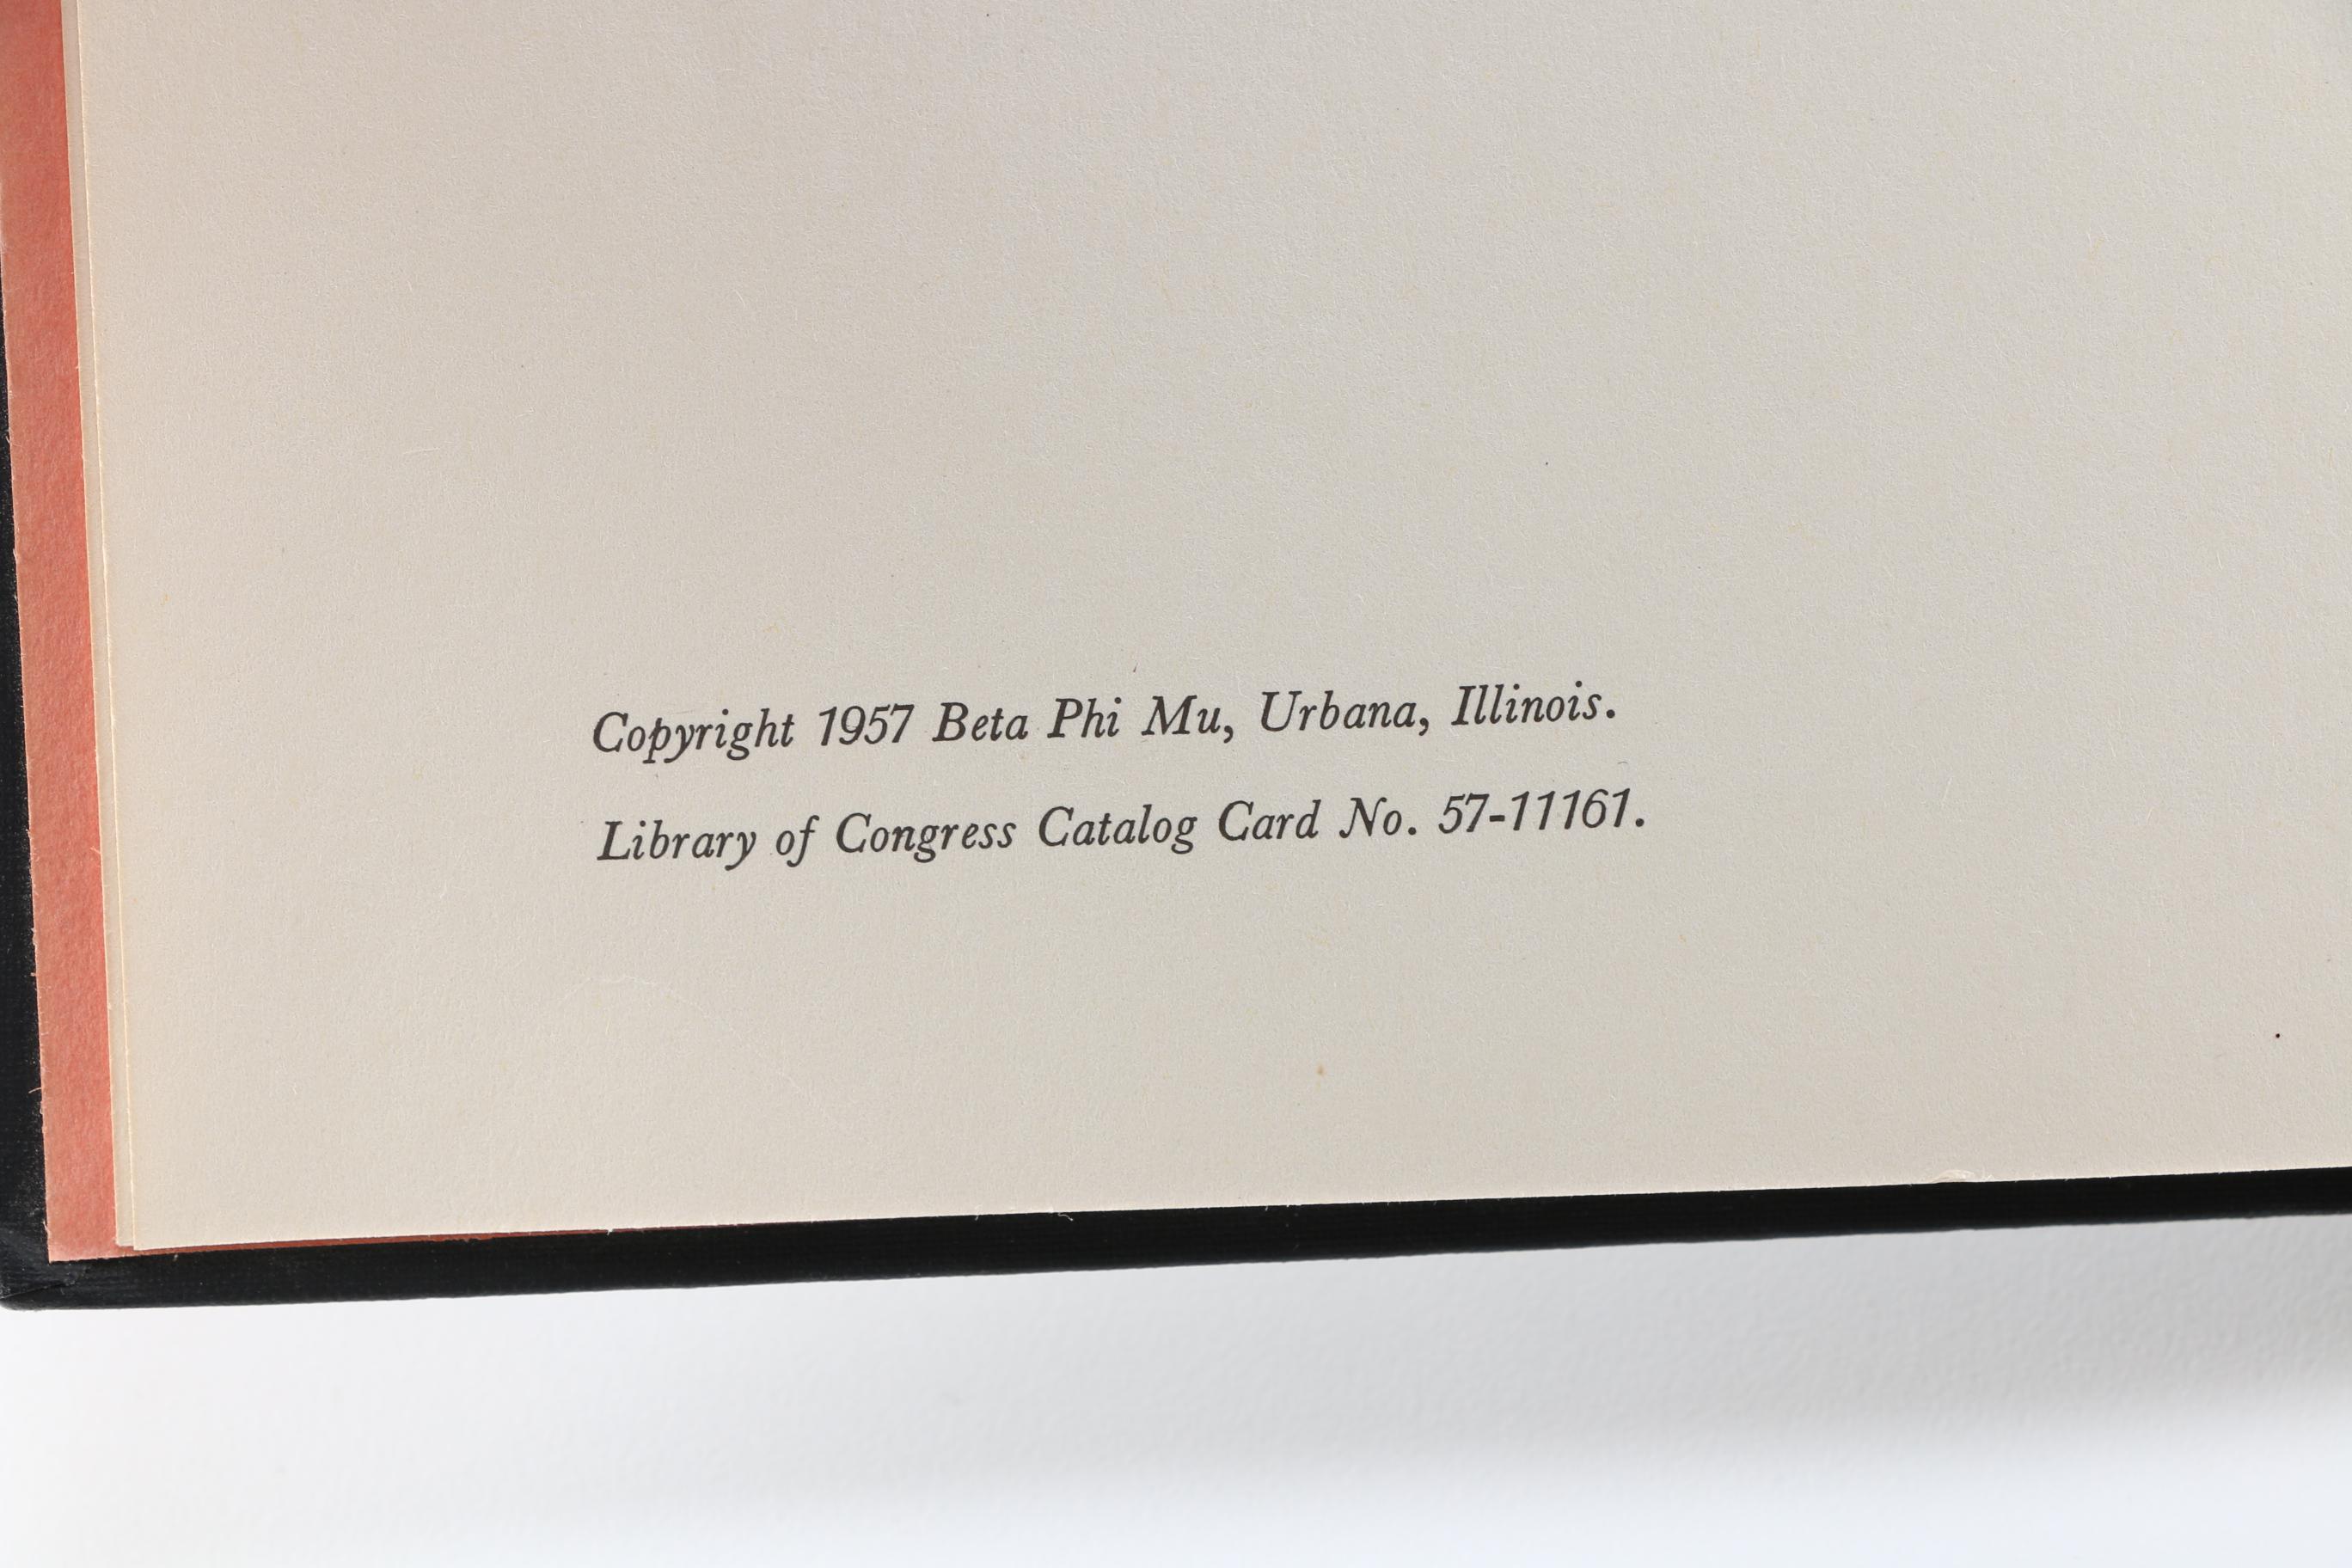 Copyright 1957 Beta Phi Mu, Urbana, Illinois.
Library of Congress Catalog Card No. 57-11161.